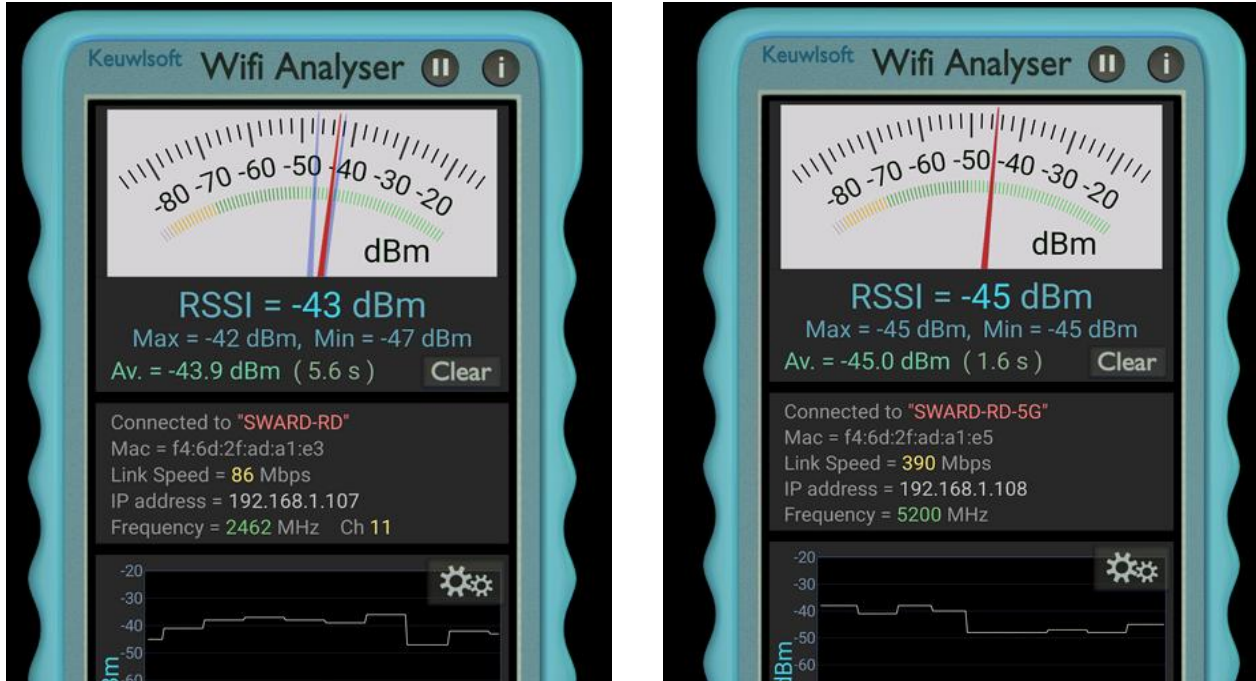 Keuwlsoft Wifi Analyser
-80 -70 -60 -50 -40 -30 -20
dBm
RSSI = -43 dBm
Max = -42 dBm, Min = -47 dBm
Av. = -43.9 dBm ( 5.6 s ) Clear
Connected to "SWARD-RD"
Mac = f4:6d:2f:ad:a1:e3
Link Speed = 86 Mbps
IP address = 192.168.1.107
Frequency = 2462 MHz Ch 11
-20
-30
-40
-50
-60
Keuwlsoft Wifi Analyser
-80 -70 -60 -50 -40 -30 -20
dBm
RSSI = -45 dBm
Max = -45 dBm, Min = -45 dBm
Av. = -45.0 dBm ( 1.6 s ) Clear
Connected to "SWARD-RD-5G"
Mac = f4:6d:2f:ad:a1:e5
Link Speed = 390 Mbps
IP address = 192.168.1.108
Frequency = 5200 MHz
-20
-30
-40
-50
-60
dBm